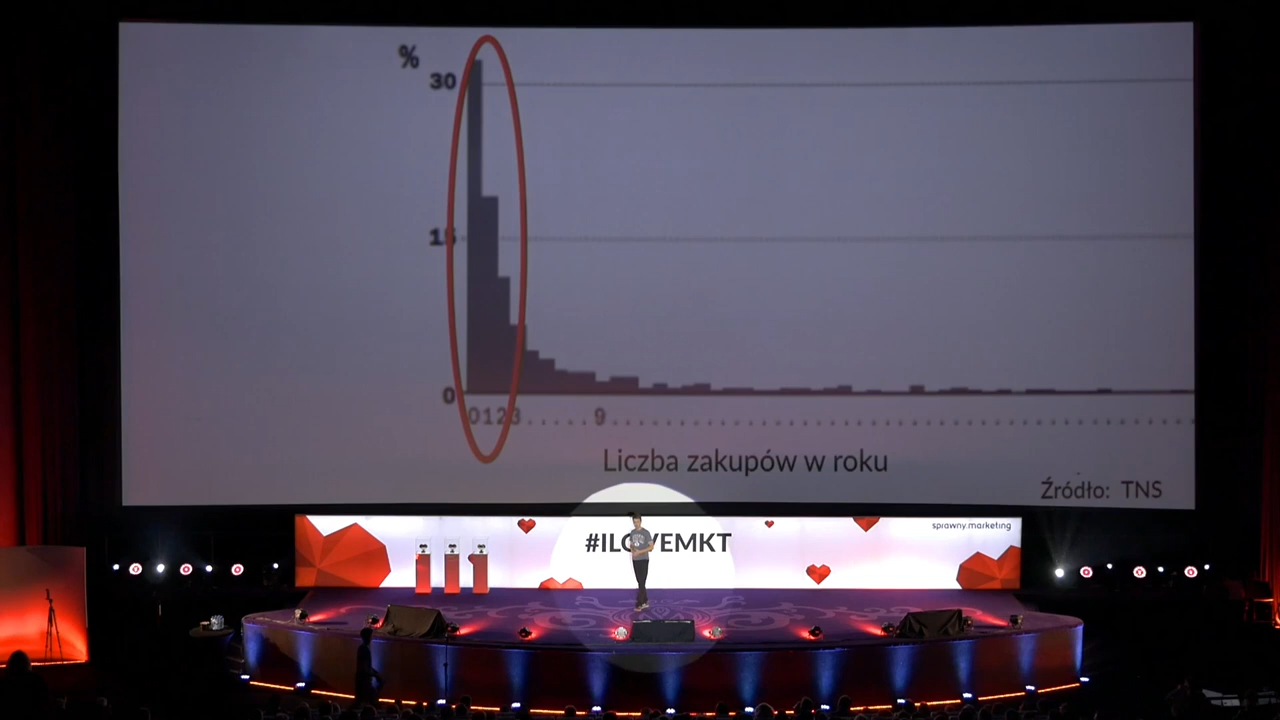 %
30
15
0
0123.....9
Liczba zakupów w roku
Źródło: TNS
sprawny.marketing
#ILOVEMKT